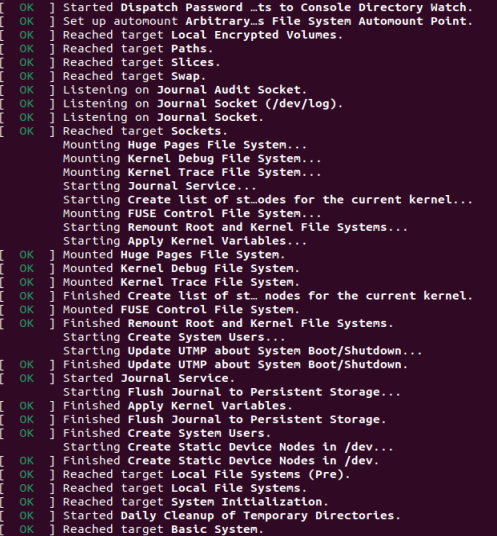 [  OK  ] Started Dispatch Password …ts to Console Directory Watch.
[  OK  ] Set up automount Arbitrary…s File System Automount Point.
[  OK  ] Reached target Local Encrypted Volumes.
[  OK  ] Reached target Paths.
[  OK  ] Reached target Slices.
[  OK  ] Reached target Swap.
[  OK  ] Listening on Journal Audit Socket.
[  OK  ] Listening on Journal Socket (/dev/log).
[  OK  ] Listening on Journal Socket.
[  OK  ] Reached target Sockets.
         Mounting Huge Pages File System...
         Mounting Kernel Debug File System...
         Mounting Kernel Trace File System...
         Starting Journal Service...
         Starting Create list of st…odes for the current kernel...
         Mounting FUSE Control File System...
         Starting Remount Root and Kernel File Systems...
         Starting Apply Kernel Variables...
[  OK  ] Mounted Huge Pages File System.
[  OK  ] Mounted Kernel Debug File System.
[  OK  ] Mounted Kernel Trace File System.
[  OK  ] Finished Create list of st… nodes for the current kernel.
[  OK  ] Mounted FUSE Control File System.
[  OK  ] Finished Remount Root and Kernel File Systems.
         Starting Create System Users...
         Starting Update UTMP about System Boot/Shutdown...
[  OK  ] Finished Update UTMP about System Boot/Shutdown.
[  OK  ] Started Journal Service.
         Starting Flush Journal to Persistent Storage...
[  OK  ] Finished Apply Kernel Variables.
[  OK  ] Finished Flush Journal to Persistent Storage.
[  OK  ] Finished Create System Users.
         Starting Create Static Device Nodes in /dev...
[  OK  ] Finished Create Static Device Nodes in /dev.
[  OK  ] Reached target Local File Systems (Pre).
[  OK  ] Reached target Local File Systems.
[  OK  ] Reached target System Initialization.
[  OK  ] Started Daily Cleanup of Temporary Directories.
[  OK  ] Reached target Basic System.